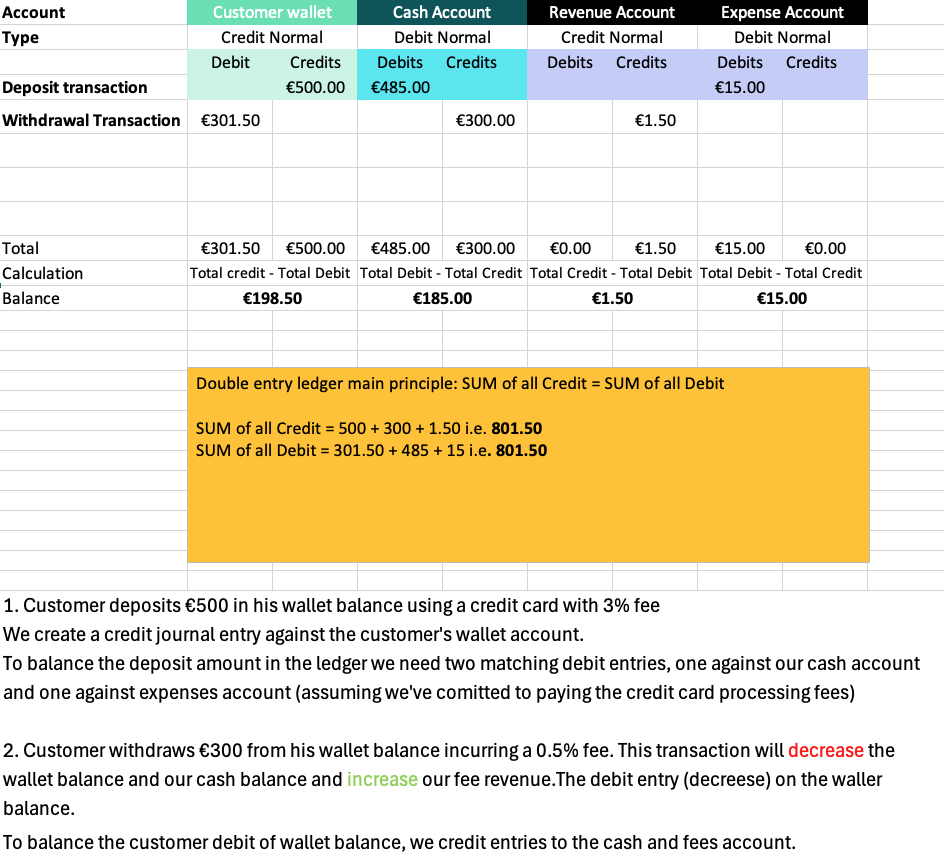 Account Customer wallet Cash Account Revenue Account Expense Account
Type Credit Normal Debit Normal Credit Normal Debit Normal
Debit Credits Debits Credits Debits Credits Debits Credits
Deposit transaction €500.00 €485.00 €15.00
Withdrawal Transaction €301.50 €300.00 €1.50
Total €301.50 €500.00 €485.00 €300.00 €0.00 €1.50 €15.00 €0.00
Calculation Total credit - Total Debit Total Debit - Total Credit Total Credit - Total Debit Total Debit - Total Credit
Balance €198.50 €185.00 €1.50 €15.00
Double entry ledger main principle: SUM of all Credit = SUM of all Debit
SUM of all Credit = 500 + 300 + 1.50 i.e. 801.50
SUM of all Debit = 301.50 + 485 + 15 i.e. 801.50
1. Customer deposits €500 in his wallet balance using a credit card with 3% fee
We create a credit journal entry against the customer's wallet account.
To balance the deposit amount in the ledger we need two matching debit entries, one against our cash account
and one against expenses account (assuming we've comitted to paying the credit card processing fees)
2. Customer withdraws €300 from his wallet balance incurring a 0.5% fee. This transaction will decrease the
wallet balance and our cash balance and increase our fee revenue.The debit entry (decreese) on the waller
balance.
To balance the customer debit of wallet balance, we credit entries to the cash and fees account.